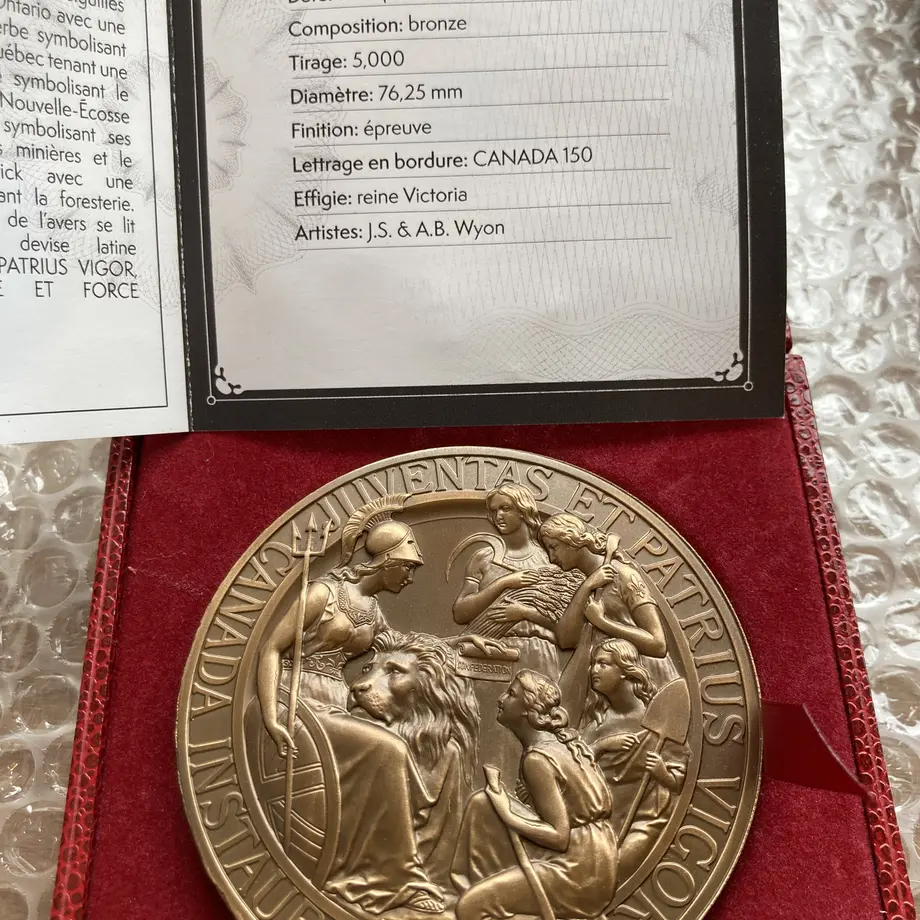 Ontario avec une
symbolisant
tenant une
symbolisant le
Nouvelle-Écosse
symbolisant ses
minières et le
avec une
la foresterie.
de l'avers se lit
devise latine
PATRIUS VIGOR,
ET FORCE
Composition: bronze
Tirage: 5,000
Diamètre: 76,25 mm
Finition: épreuve
Lettrage en bordure: CANADA 150
Effigie: reine Victoria
Artistes: J.S. & A.B. Wyon
JUVENTAS ET PATRIUS VIGOR
CANADA INSTAU
CONFEDERATION